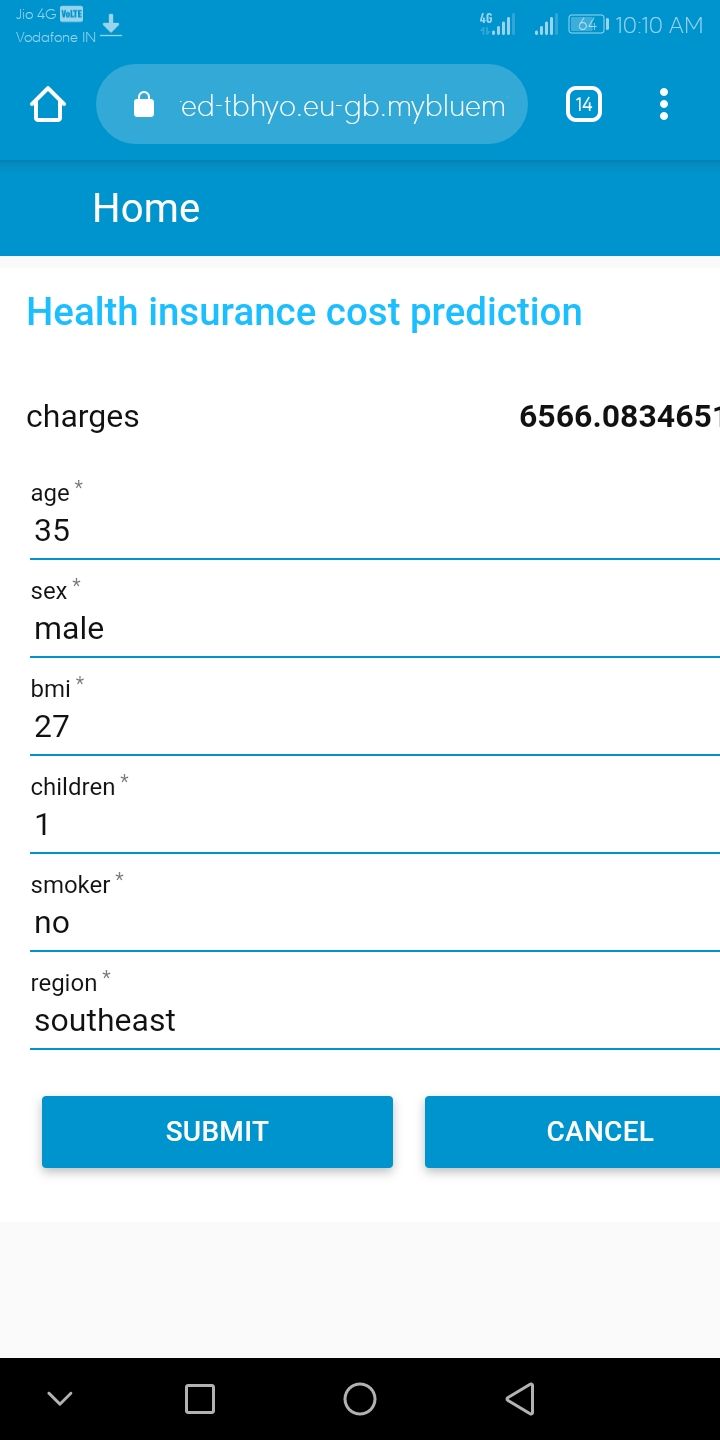 Jio 4G VoLTE
Vodafone IN
4G 64 10:10 AM
ed-tbhyo.eu-gb.mybluem
14
Home
Health insurance cost prediction
charges 6566.0834651
age *
35
sex *
male
bmi *
27
children *
1
smoker *
no
region *
southeast
SUBMIT CANCEL